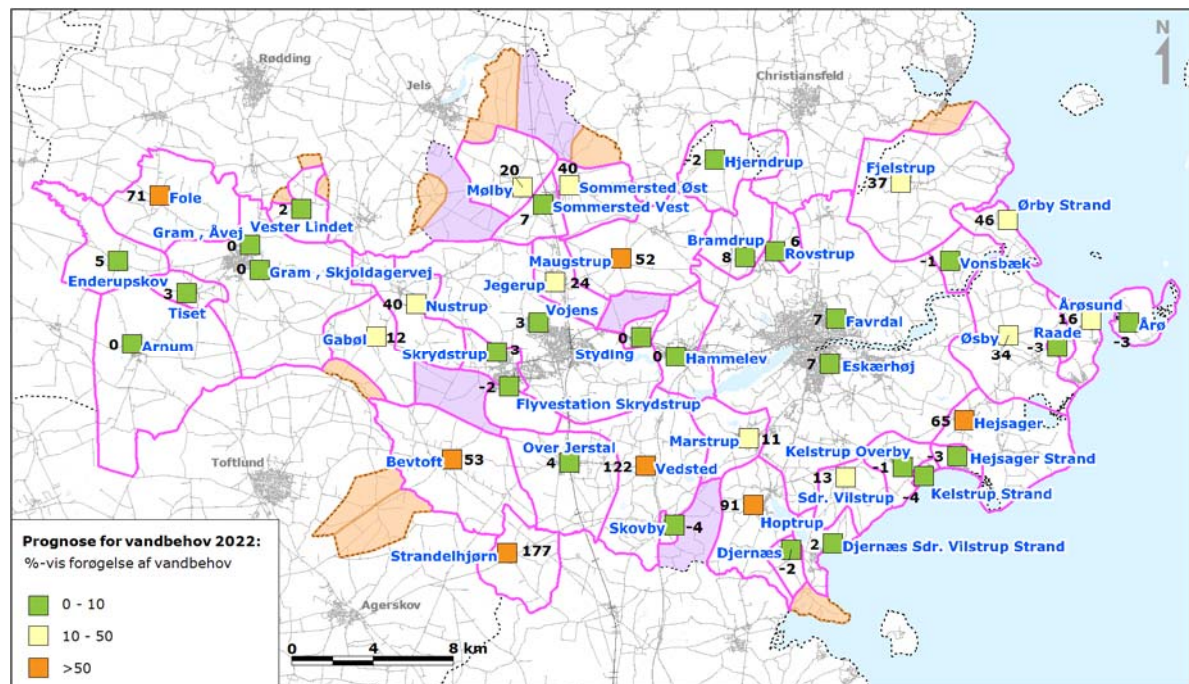 N
Rødding
Christiansfeld
Jels
-2
Hjerndrup
Fjelstrup
37
20
Mølby
40
Sommersted Øst
7
Sommersted Vest
71
Fole
2
Vester Lindet
Gram , Åvej
0
0
Gram , Skjoldagervej
46
Ørby Strand
Bramdrup
8
6
Rovstrup
Maugstrup
52
-1
Vonsbæk
5
Enderupskov
3
Tiset
Jegerup
24
40
Nustrup
Vojens
3
Årøsund
16
Årø
-3
7
Favrdal
Øsby
34
Raade
-3
0
Arnum
Gabøl
12
Styding
0
0
Hammelev
Skrydstrup
3
7
Eskærhøj
-2
Flyvestation Skrydstrup
65
Hejsager
Marstrup
11
Kelstrup Overby
-1
-3
Hejsager Strand
Toftlund
Bevtoft
53
Over Jerstal
4
122
Vedsted
13
Sdr. Vilstrup
-4
Kelstrup Strand
91
Hoptrup
Skovby
-4
Djernæs
-2
2
Djernæs Sdr. Vilstrup Strand
Strandelhjørn
177
Agerskov
Prognose for vandbehov 2022:
%-vis forøgelse af vandbehov
0 - 10
10 - 50
>50
0 4 8 km